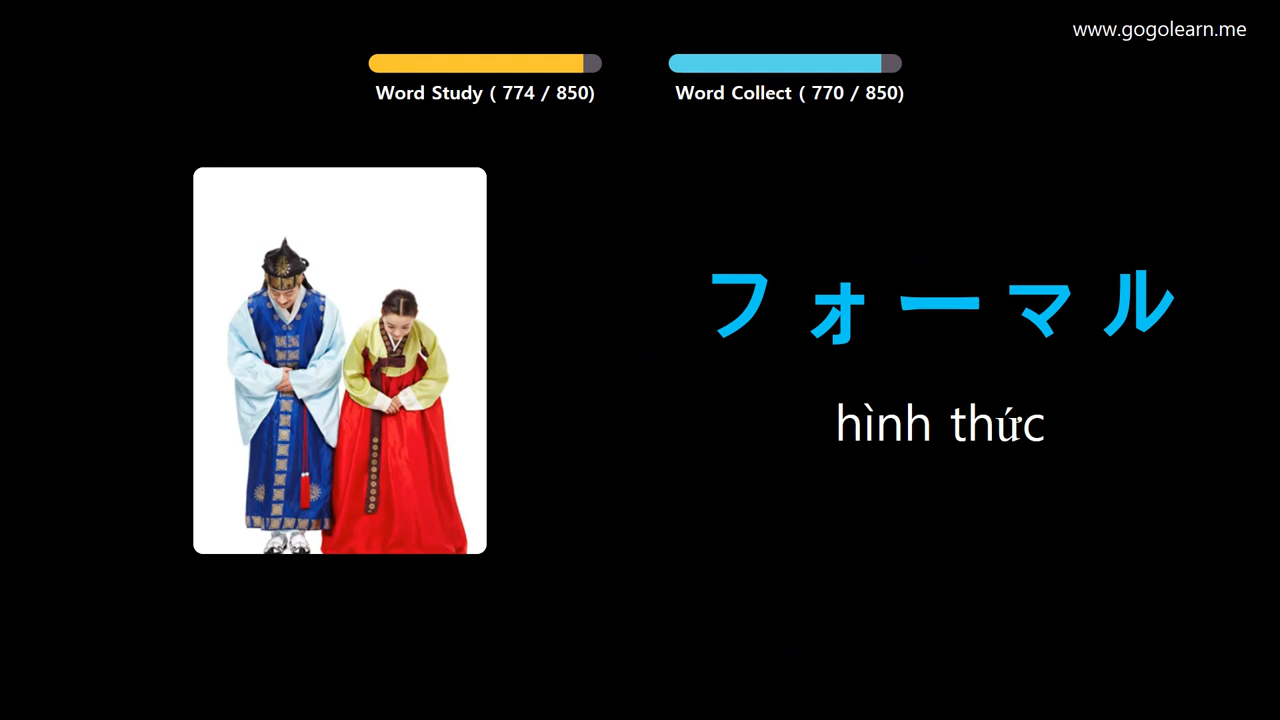 www.gogolearn.me
Word Study ( 774 / 850)
Word Collect ( 770 / 850)
フォーマル
hình thức